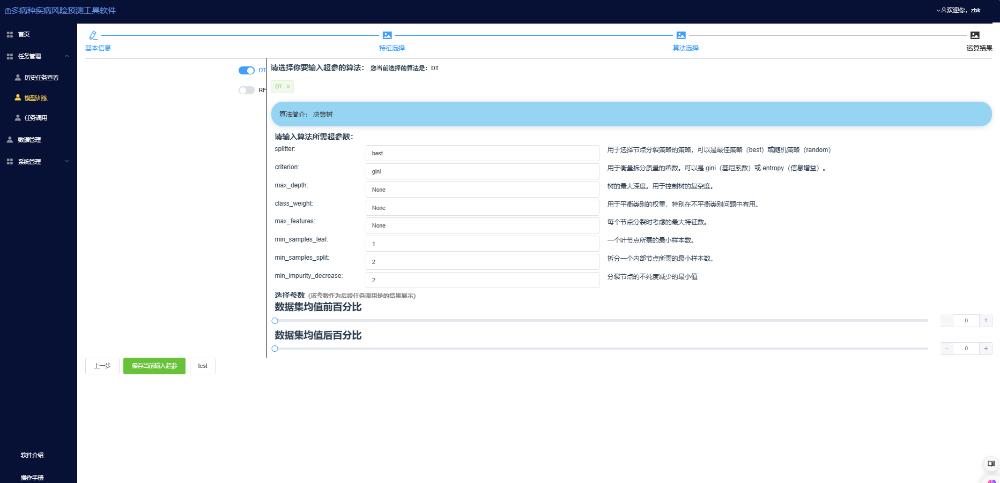 多病种疾病风险预测工具软件
欢迎你，zbk
首页
任务管理
历史任务查看
模型训练
任务调用
数据管理
系统管理
软件介绍
操作手册
基本信息
特征选择
算法选择
运算结果
DT
RF
请选择你要输入超参的算法： 您当前选择的算法是：DT
DT ×
算法简介： 决策树
请输入算法所需超参数：
splitter: best 用于选择节点分裂策略的策略，可以是最佳策略（best）或随机策略（random）
criterion: gini 用于衡量拆分质量的函数。可以是 gini（基尼系数）或 entropy（信息增益）。
max_depth: None 树的最大深度。用于控制树的复杂度。
class_weight: None 用于平衡类别的权重，特别在不平衡类别问题中有用。
max_features: None 每个节点分裂时考虑的最大特征数。
min_samples_leaf: 1 一个叶节点所需的最小样本数。
min_samples_split: 2 拆分一个内部节点所需的最小样本数。
min_impurity_decrease: 2 分裂节点的不纯度减少的最小值
选择参数 (该参数作为后续任务调用是的结果展示)
数据集均值前百分比
− 0 +
数据集均值后百分比
− 0 +
上一步 保存当前输入超参 test